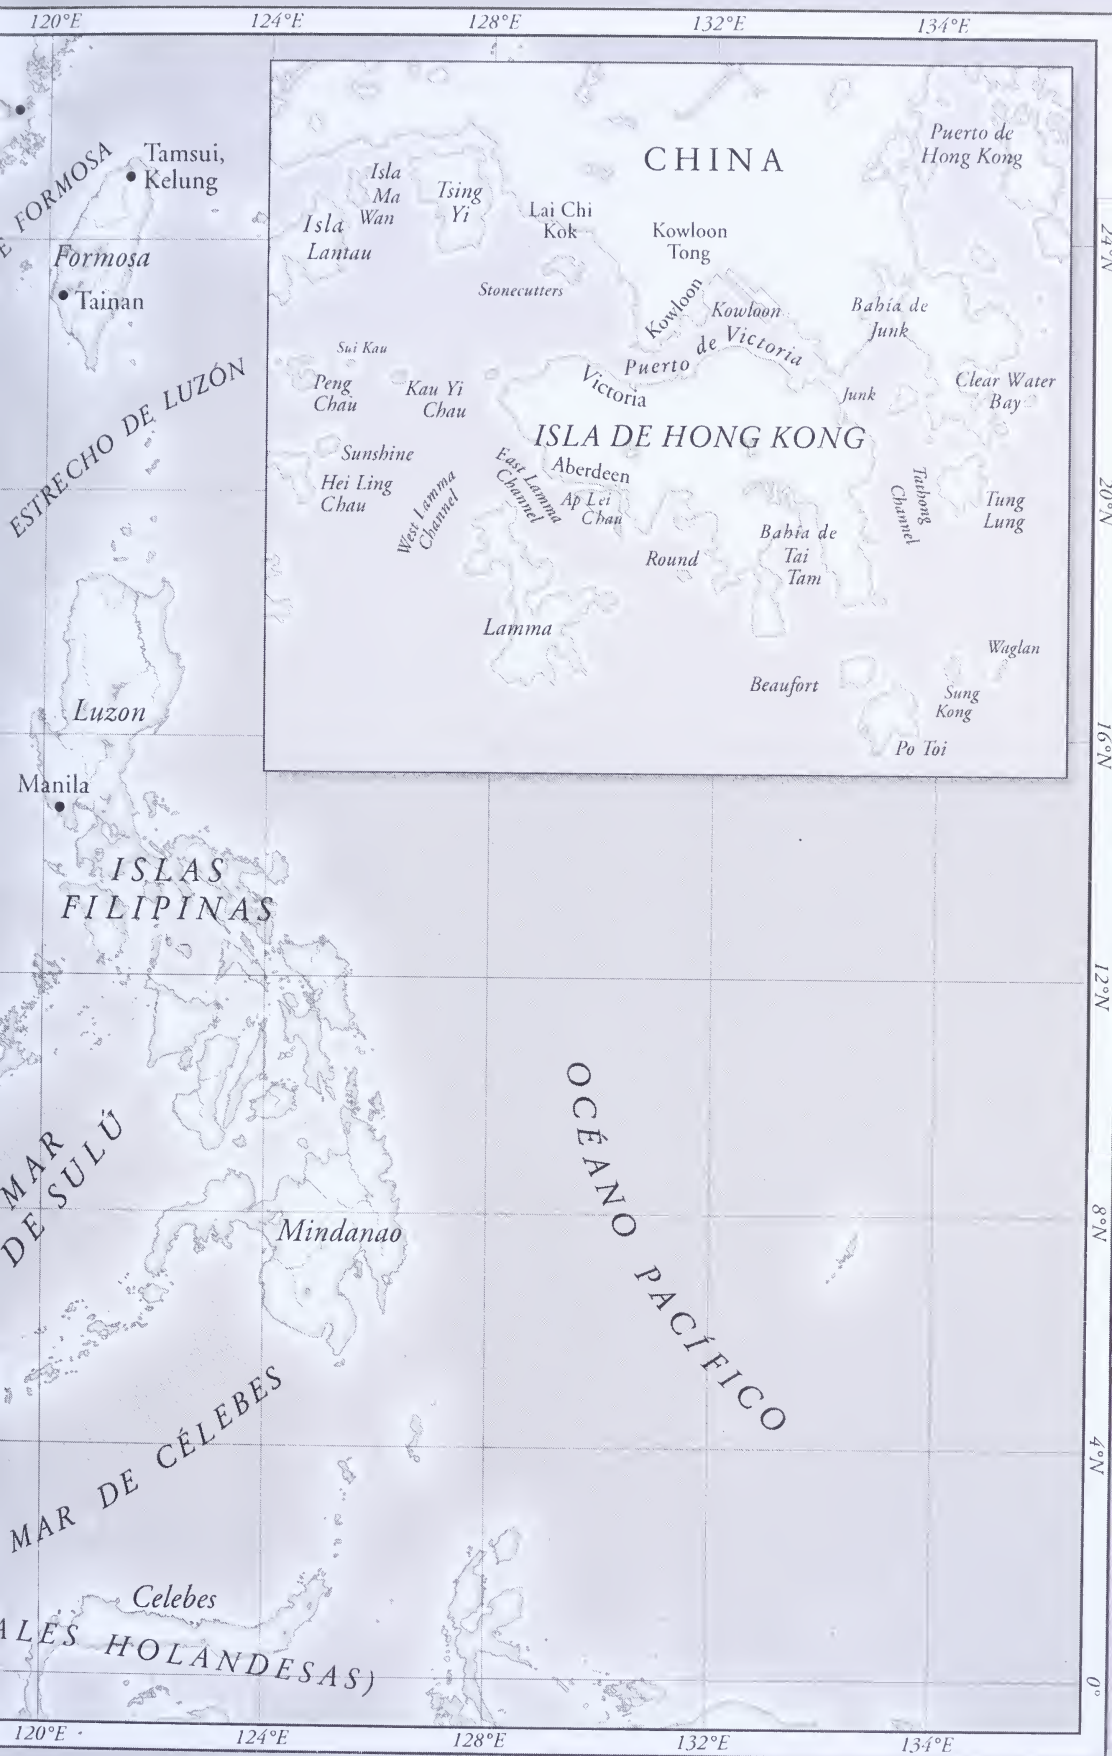 120°E
124°E
128°E
132°E
134°E
CHINA
Puerto de
Hong Kong
Isla
Ma
Wan
Tsing
Yi
Isla
Lantau
Lai Chi
Kok
Kowloon
Tong
Stonecutters
Kowloon
Kowloon
Bahía de
Junk
Puerto
de Victoria
Sui Kau
Peng
Chau
Kau Yi
Chau
Victoria
Junk
Clear Water
Bay
ISLA DE HONG KONG
Sunshine
Hei Ling
Chau
West Lamma
Channel
East Lamma
Channel
Aberdeen
Ap Lei
Chau
Tathong
Channel
Tung
Lung
Round
Bahía de
Tai
Tam
Lamma
Waglan
Beaufort
Sung
Kong
Po Toi
E FORMOSA
Tamsui,
Kelung
Formosa
Tainan
24°N
ESTRECHO DE LUZÓN
20°N
Luzon
16°N
Manila
ISLAS
FILIPINAS
12°N
OCÉANO PACÍFICO
MAR
DE SULÚ
8°N
Mindanao
MAR DE CÉLEBES
4°N
Celebes
ALES HOLANDESAS)
0°
120°E
124°E
128°E
132°E
134°E